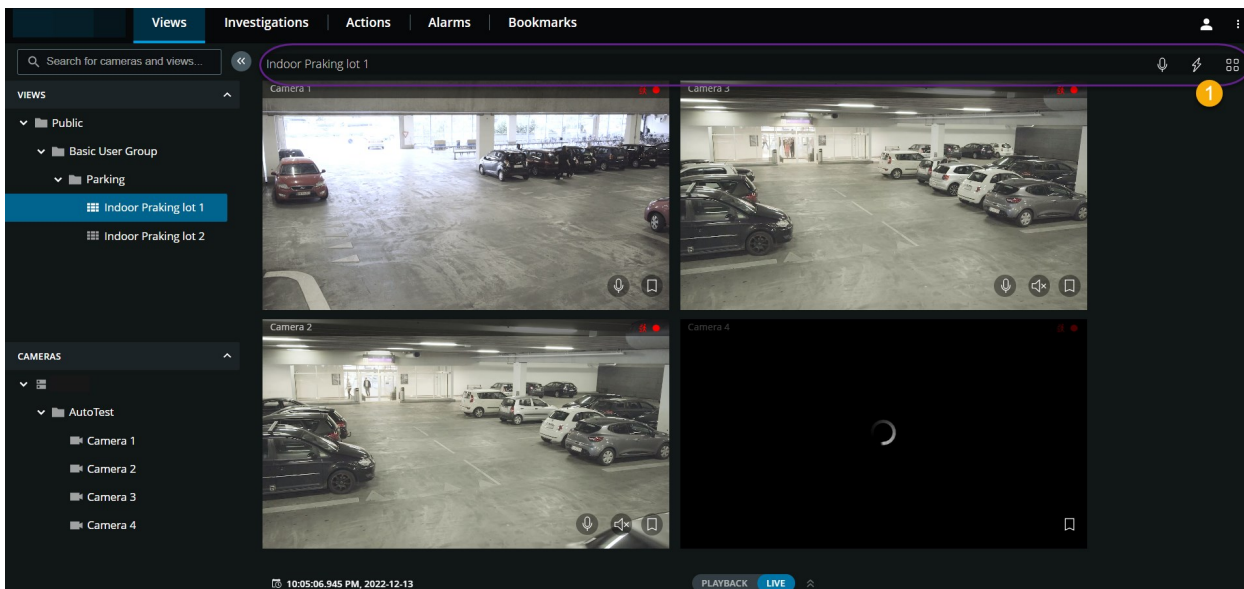 Views Investigations Actions Alarms Bookmarks
Search for cameras and views...
Indoor Praking lot 1
1
VIEWS
Public
Basic User Group
Parking
Indoor Praking lot 1
Indoor Praking lot 2
Camera 1
Camera 3
Camera 2
Camera 4
CAMERAS
AutoTest
Camera 1
Camera 2
Camera 3
Camera 4
10:05:06.945 PM, 2022-12-13
PLAYBACK LIVE